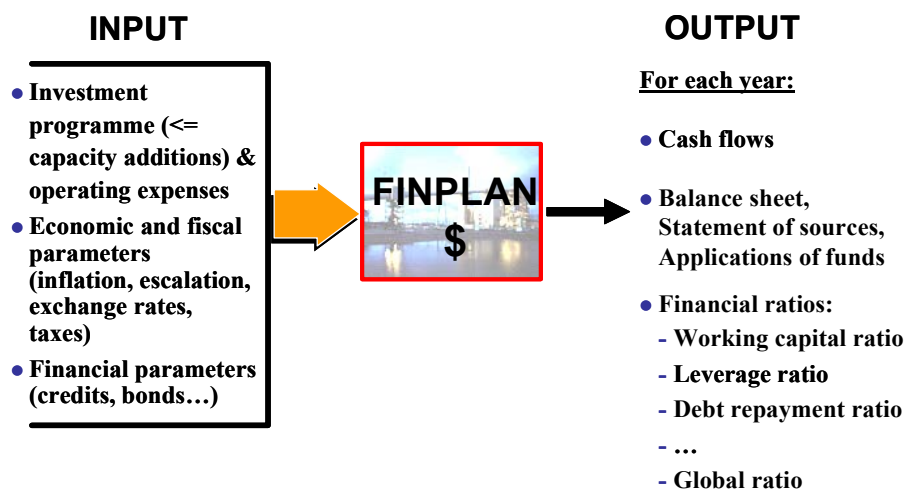 INPUT
• Investment
programme (<=
capacity additions) &
operating expenses
• Economic and fiscal
parameters
(inflation, escalation,
exchange rates,
taxes)
• Financial parameters
(credits, bonds…)
FINPLAN
$
OUTPUT
For each year:
• Cash flows
• Balance sheet,
Statement of sources,
Applications of funds
• Financial ratios:
- Working capital ratio
- Leverage ratio
- Debt repayment ratio
- …
- Global ratio